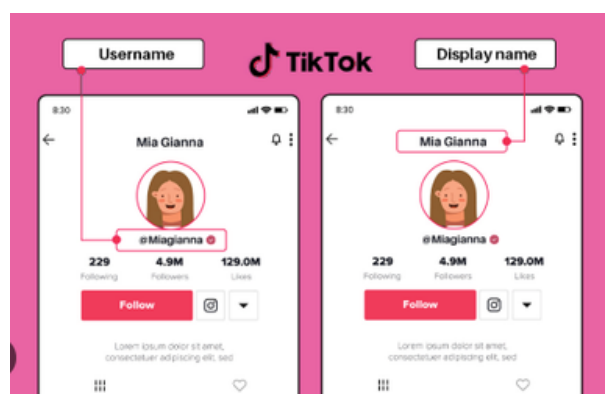 Username
TikTok
Display name
8:30
Mia Gianna
@Miagianna
229 4.9M 129.0M
Following Followers Likes
Follow
Lorem ipsum dolor sit amet,
consectetuer adipiscing elit, sed
8:30
Mia Gianna
@Miagianna
229 4.9M 129.0M
Following Followers Likes
Follow
Lorem ipsum dolor sit amet,
consectetuer adipiscing elit, sed